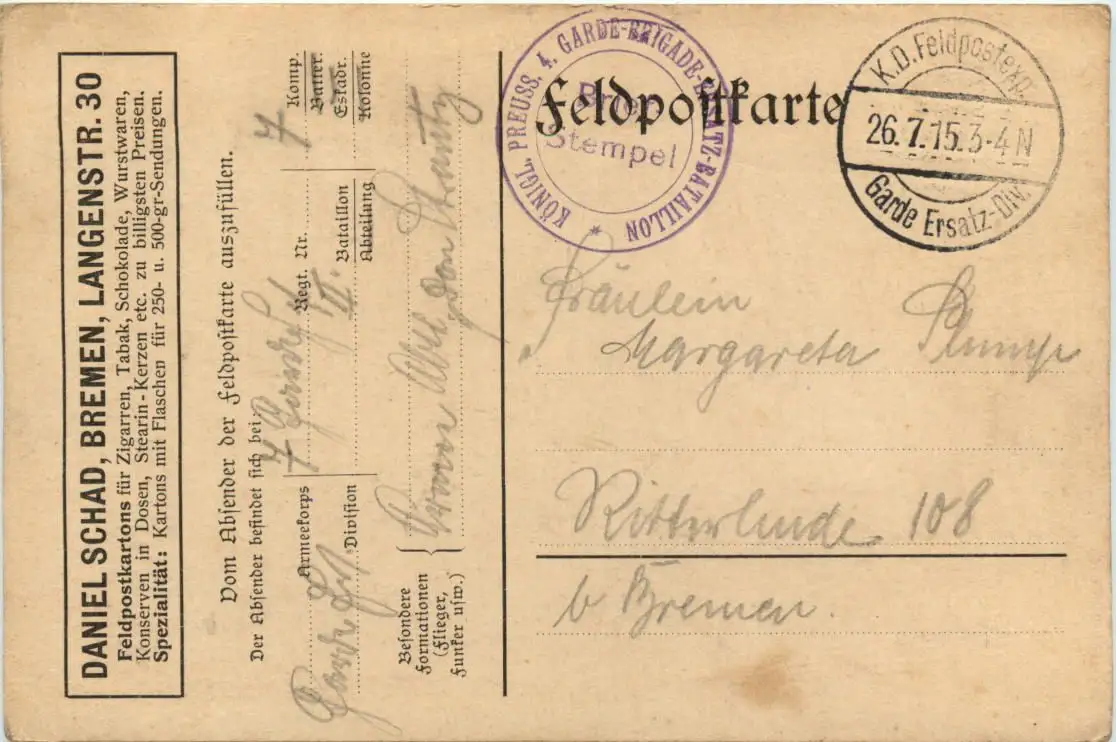 DANIEL SCHAD, BREMEN, LANGENSTR. 30
Feldpostkartons für Zigarren, Tabak, Schokolade, Wurstwaren,
Konserven in Dosen, Stearin-Kerzen etc. zu billigsten Preisen.
Spezialität: Kartons mit Flaschen für 250- u. 500-gr-Sendungen.
Vom Absender der Feldpostkarte auszufüllen.
Der Absender befindet sich bei:
Armeekorps
Division
Regt. Nr.
II. Bataillon
Abteilung
7 Komp.
Batter.
Eskadr.
Kolonne
Besondere
Formationen
(Flieger,
Funker usw.)
KÖNIGL. PREUSS. 4. GARDE-BRIGADE-ERSATZ-BATAILLON
Brief
Stempel
Feldpostkarte
K.D. Feldpostexp.
26.7.15. 3-4 N
Garde Ersatz-Div.
Fräulein
Margareta
b Bremen.